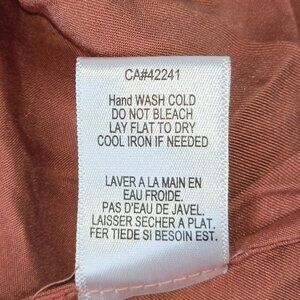 CA#42241
Hand WASH COLD
DO NOT BLEACH
LAY FLAT TO DRY
COOL IRON IF NEEDED
LAVER A LA MAIN EN
EAU FROIDE.
PAS D'EAU DE JAVEL.
LAISSER SECHER A PLAT.
FER TIEDE SI BESOIN EST.